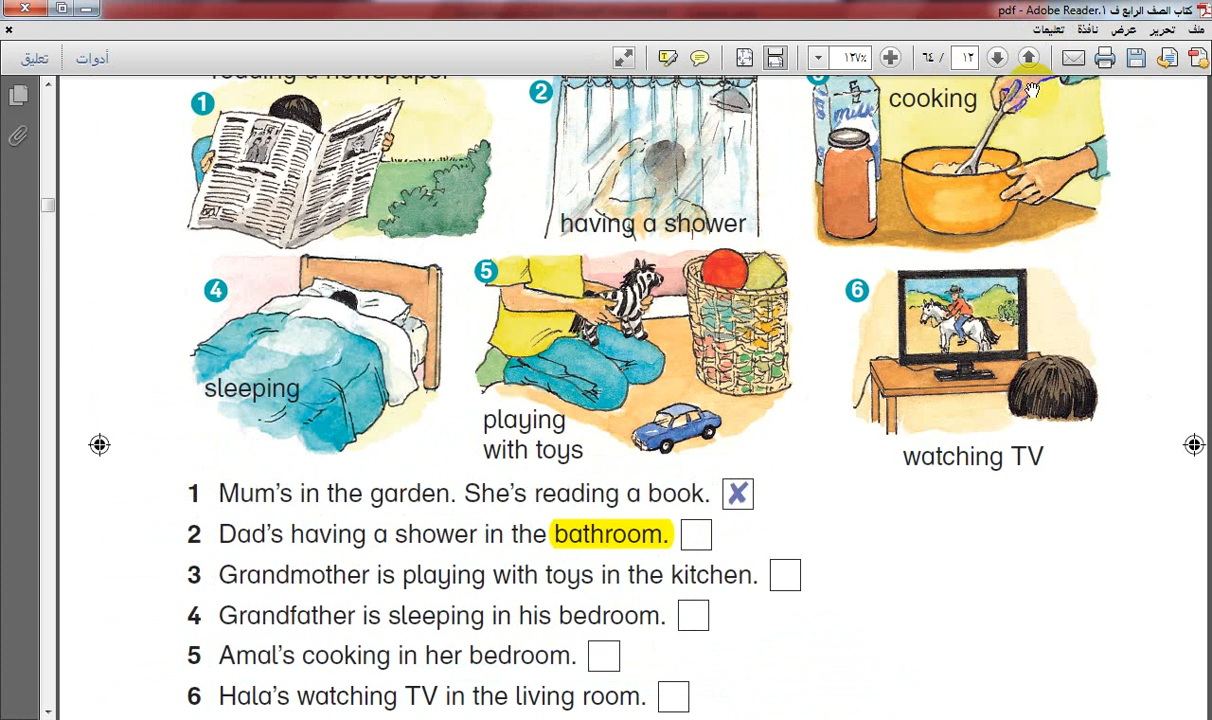 كتاب الصف الرابع ف ١.pdf - Adobe Reader
ملف تحرير عرض نافذة تعليمات
تعليق أدوات ١٢٧٪ ٦٤ / ١٢
reading a newspaper
1
2
3
cooking
milk
having a shower
4
5
6
sleeping
playing
with toys
watching TV
1 Mum's in the garden. She's reading a book. ✘
2 Dad's having a shower in the bathroom.
3 Grandmother is playing with toys in the kitchen.
4 Grandfather is sleeping in his bedroom.
5 Amal's cooking in her bedroom.
6 Hala's watching TV in the living room.